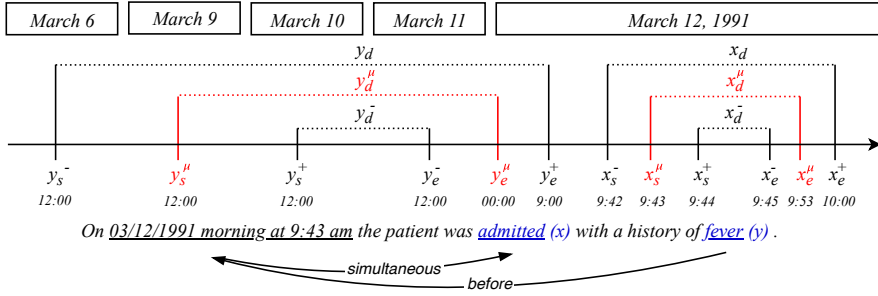 March 6 March 9 March 10 March 11 March 12, 1991
y_d x_d
y_d^μ x_d^μ
y_d^- x_d^-
y_s^- y_s^μ y_s^+ y_e^- y_e^μ y_e^+ x_s^- x_s^μ x_s^+ x_e^- x_e^μ x_e^+
12:00 12:00 12:00 12:00 00:00 9:00 9:42 9:43 9:44 9:45 9:53 10:00
On 03/12/1991 morning at 9:43 am the patient was admitted (x) with a history of fever (y) .
simultaneous
before